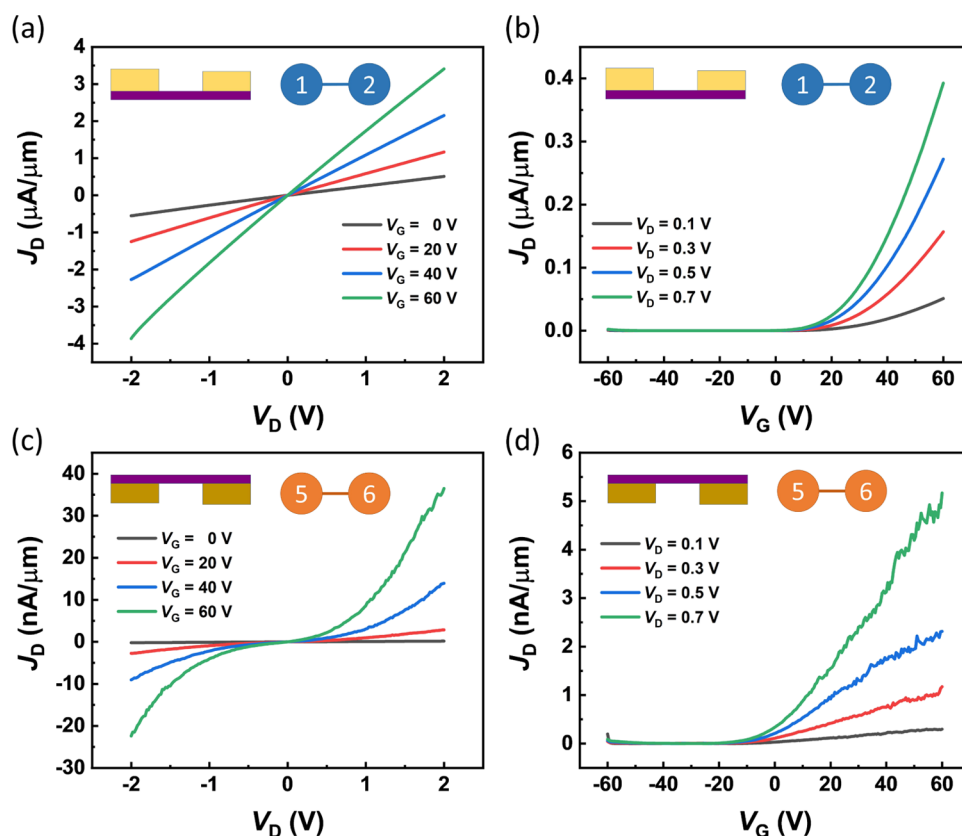 (a)
4
3
2
1
0
-1
-2
-3
-4
J_D (μA/μm)
1 2
V_G = 0 V
V_G = 20 V
V_G = 40 V
V_G = 60 V
-2 -1 0 1 2
V_D (V)
(b)
0.4
0.3
0.2
0.1
0.0
J_D (μA/μm)
1 2
V_D = 0.1 V
V_D = 0.3 V
V_D = 0.5 V
V_D = 0.7 V
-60 -40 -20 0 20 40 60
V_G (V)
(c)
40
30
20
10
0
-10
-20
-30
J_D (nA/μm)
5 6
V_G = 0 V
V_G = 20 V
V_G = 40 V
V_G = 60 V
-2 -1 0 1 2
V_D (V)
(d)
6
5
4
3
2
1
0
J_D (nA/μm)
5 6
V_D = 0.1 V
V_D = 0.3 V
V_D = 0.5 V
V_D = 0.7 V
-60 -40 -20 0 20 40 60
V_G (V)